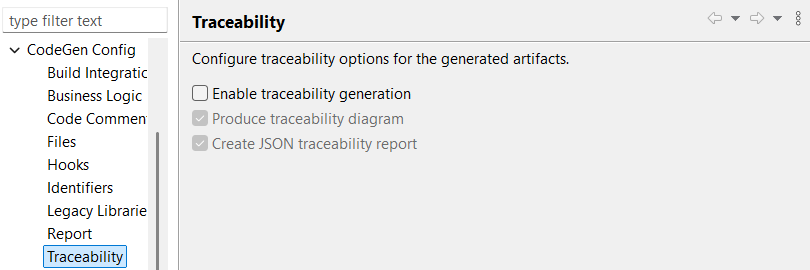 type filter text
CodeGen Config
Build Integratic
Business Logic
Code Commen
Files
Hooks
Identifiers
Legacy Librarie
Report
Traceability
Traceability
Configure traceability options for the generated artifacts.
Enable traceability generation
Produce traceability diagram
Create JSON traceability report